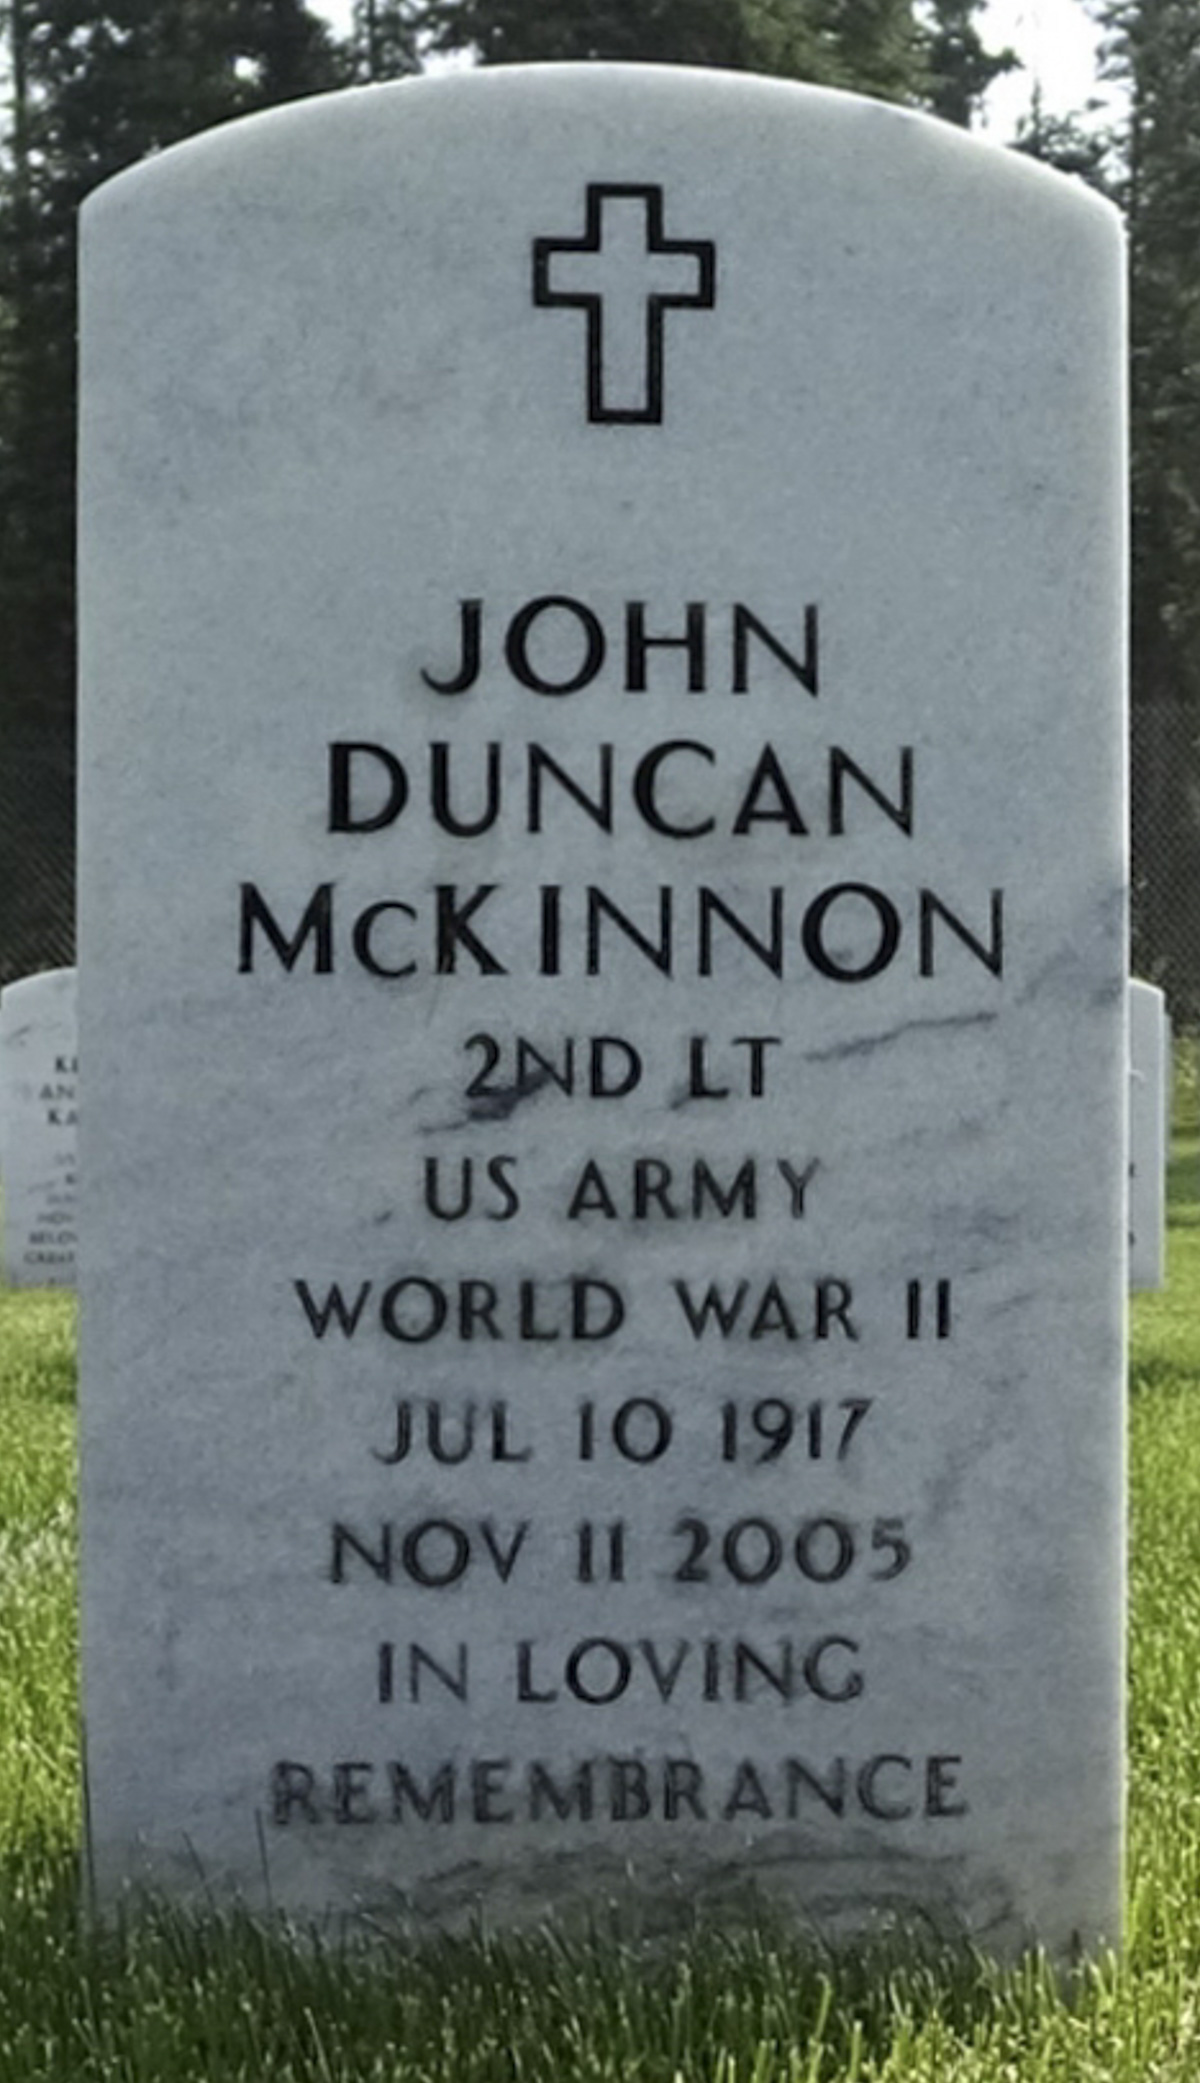 JOHN
DUNCAN
McKINNON
2ND LT
US ARMY
WORLD WAR II
JUL 10 1917
NOV 11 2005
IN LOVING
REMEMBRANCE